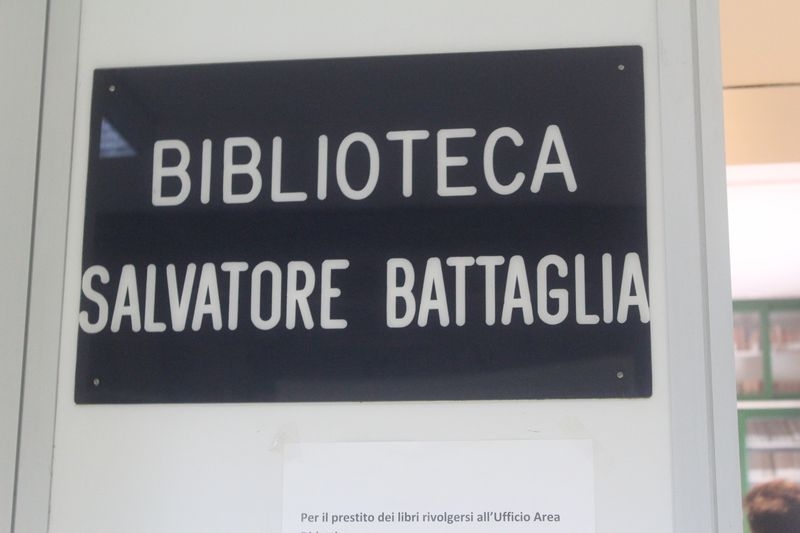 BIBLIOTECA
SALVATORE BATTAGLIA
Per il prestito dei libri rivolgersi all'Ufficio Area